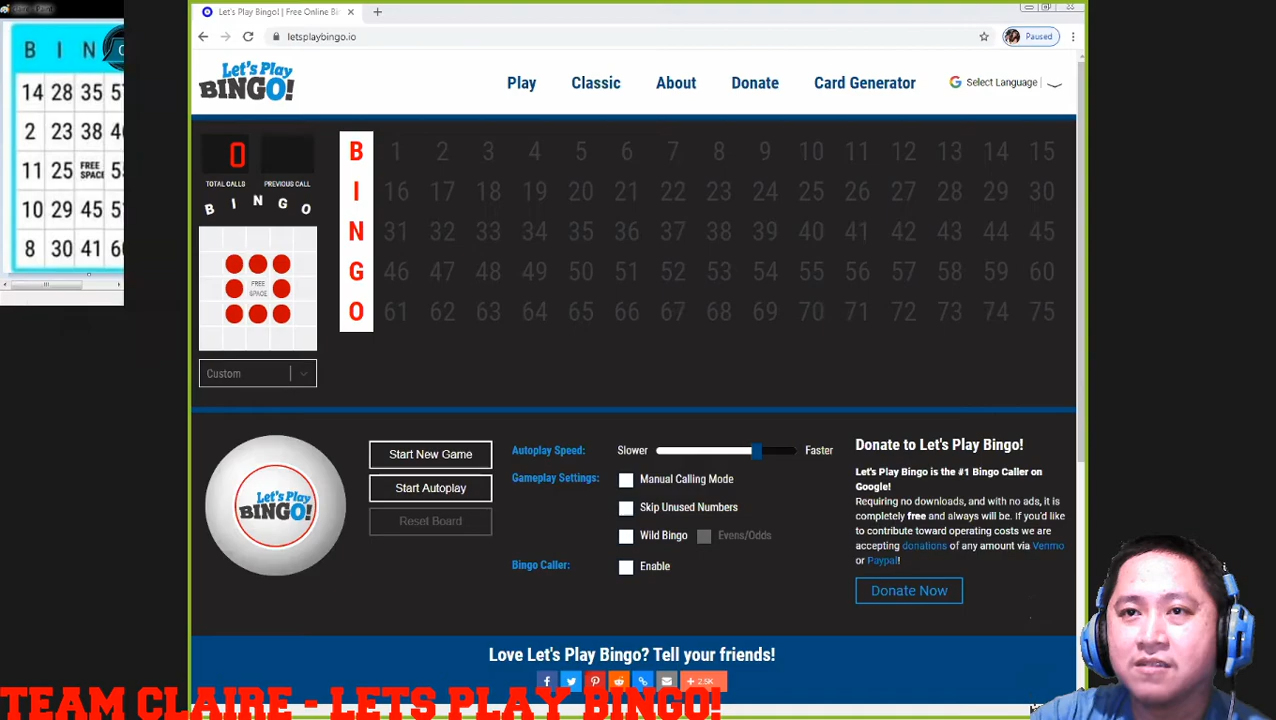 Let's Play Bingo! | Free Online Bi
letsplaybingo.io
Paused
Let's Play
BINGO!
Play Classic About Donate Card Generator
Select Language
B I N
14 28 35
2 23 38
11 25 FREE SPACE
10 29 45
8 30 41
0
TOTAL CALLS PREVIOUS CALL
B I N G O
FREE
SPACE
Custom
B 1 2 3 4 5 6 7 8 9 10 11 12 13 14 15
I 16 17 18 19 20 21 22 23 24 25 26 27 28 29 30
N 31 32 33 34 35 36 37 38 39 40 41 42 43 44 45
G 46 47 48 49 50 51 52 53 54 55 56 57 58 59 60
O 61 62 63 64 65 66 67 68 69 70 71 72 73 74 75
Let's Play
BINGO!
Start New Game
Start Autoplay
Reset Board
Autoplay Speed: Slower Faster
Gameplay Settings: Manual Calling Mode
Skip Unused Numbers
Wild Bingo Evens/Odds
Bingo Caller: Enable
Donate to Let's Play Bingo!
Let's Play Bingo is the #1 Bingo Caller on
Google!
Requiring no downloads, and with no ads, it is
completely free and always will be. If you'd like
to contribute toward operating costs we are
accepting donations of any amount via Venmo
or Paypal!
Donate Now
Love Let's Play Bingo? Tell your friends!
2.5K
TEAM CLAIRE - LETS PLAY BINGO!